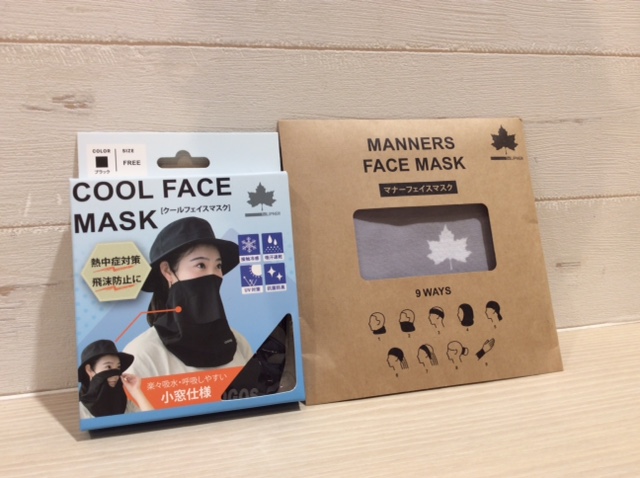 COLOR
SIZE
ブラック
FREE
COOL FACE
MASK
[クールフェイスマスク]
熱中症対策
飛沫防止に
接触冷感
吸汗速乾
UV対策
抗菌防臭
楽々吸水・呼吸しやすい
小窓仕様
OGOS
MANNERS
FACE MASK
マナーフェイスマスク
9 WAYS